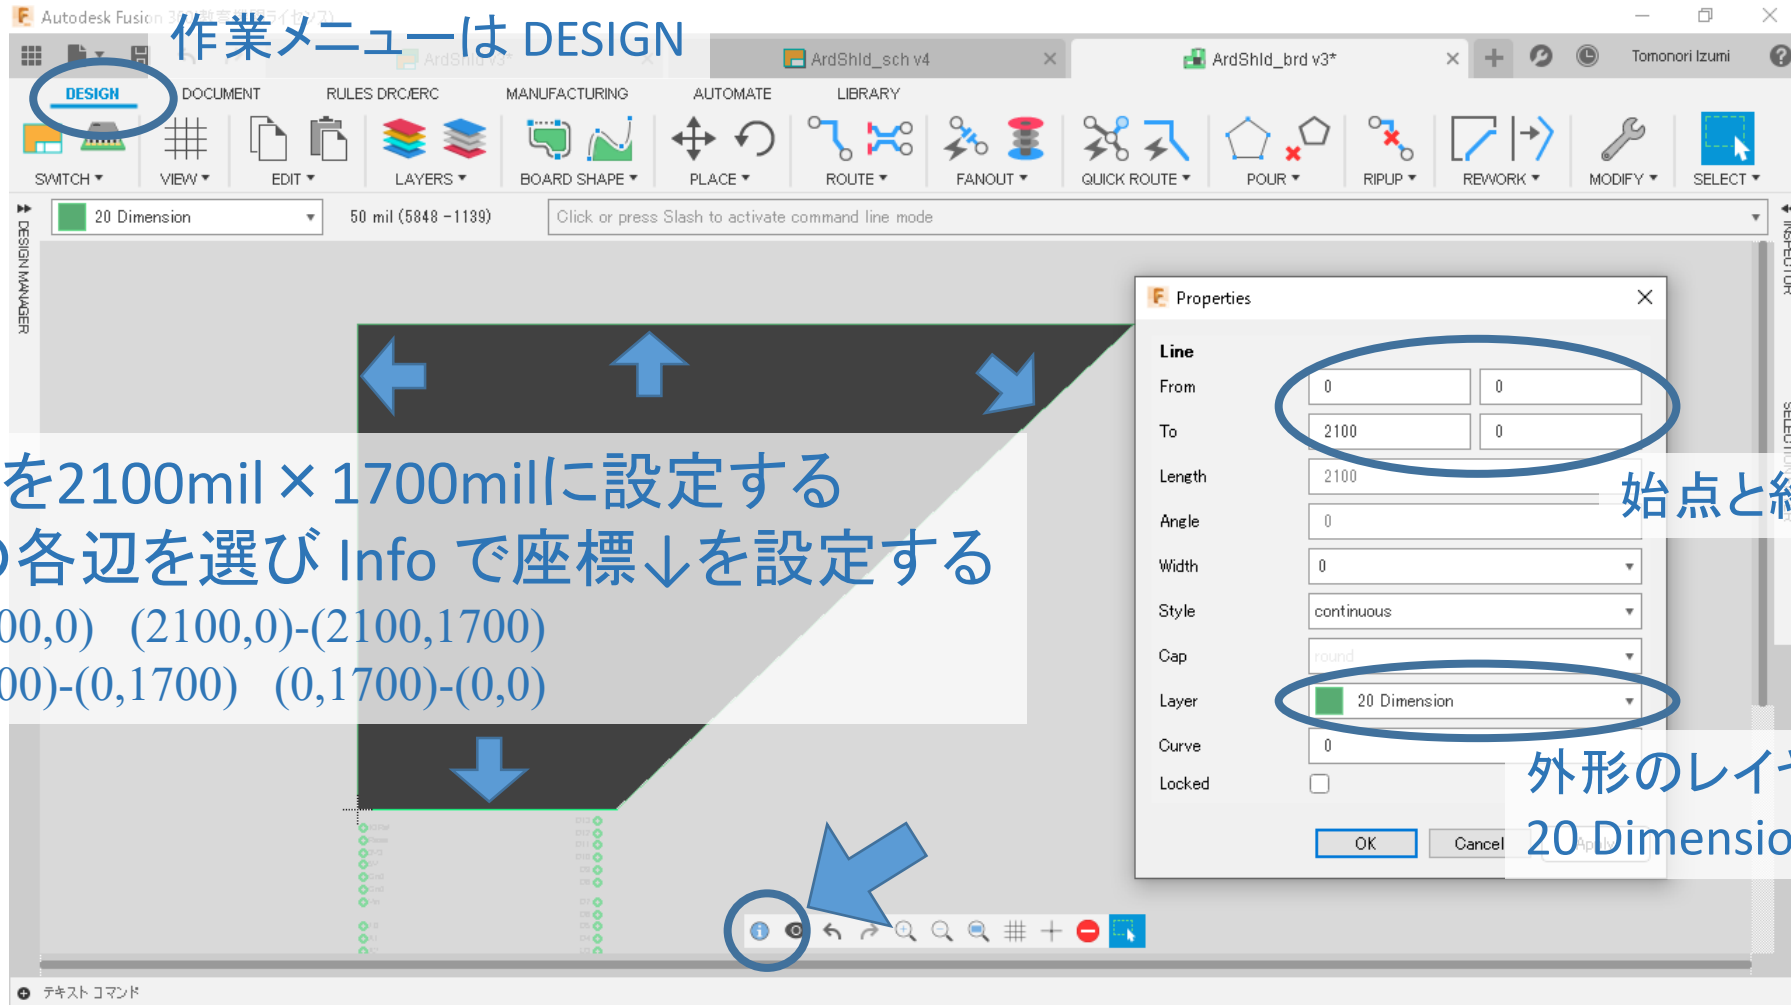 Autodesk Fusion
作業メニューは DESIGN
ArdShld_sch v4
ArdShld_brd v3*
Tomonori Izumi
DESIGN
DOCUMENT
RULES DRC/ERC
MANUFACTURING
AUTOMATE
LIBRARY
SWITCH
VIEW
EDIT
LAYERS
BOARD SHAPE
PLACE
ROUTE
FANOUT
QUICK ROUTE
POUR
RIPUP
REWORK
MODIFY
SELECT
20 Dimension
50 mil (5848 -1139)
Click or press Slash to activate command line mode
DESIGN MANAGER
INSPECTOR
を2100mil×1700milに設定する
各辺を選び Info で座標↓を設定する
00,0) (2100,0)-(2100,1700)
00)-(0,1700) (0,1700)-(0,0)
Properties
Line
From 0 0
To 2100 0
Length 2100
Angle 0
Width 0
Style continuous
Cap round
Layer 20 Dimension
Curve 0
Locked
OK Cancel Apply
始点と
外形のレイ
20 Dimensio
テキスト コマンド